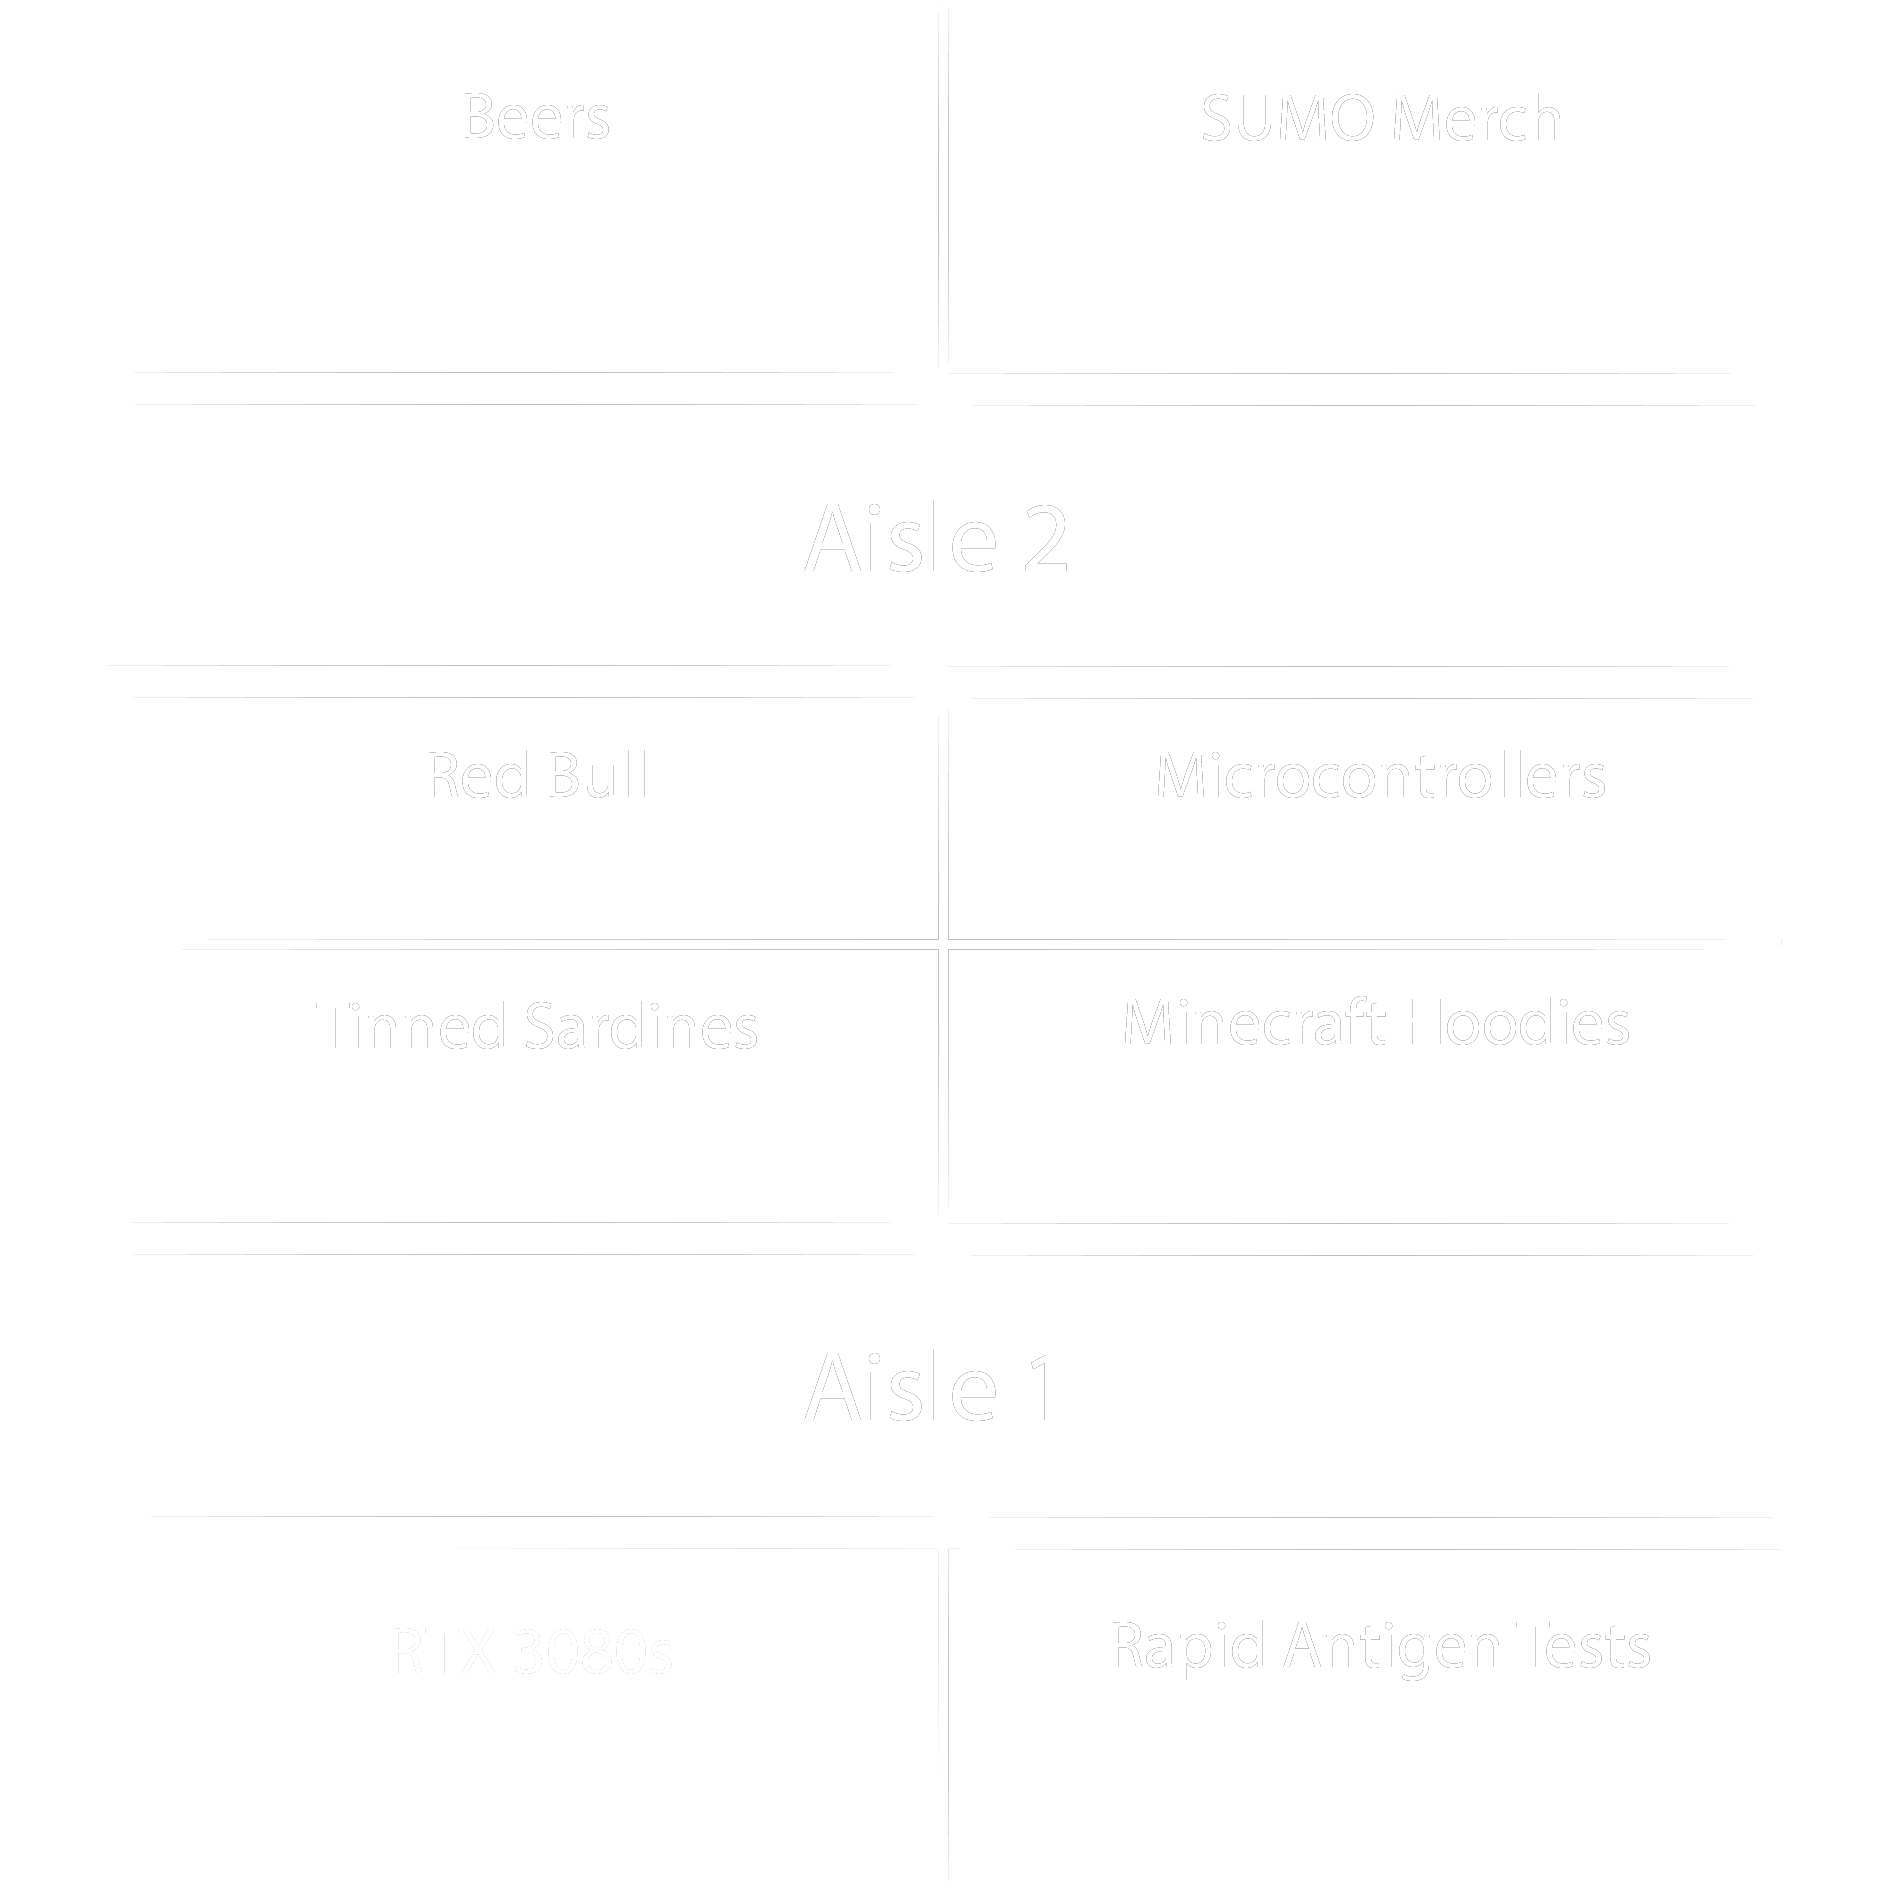 Beers
SUMO Merch
Aisle 2
Red Bull
Microcontrollers
Tinned Sardines
Minecraft Hoodies
Aisle 1
RTX 3080s
Rapid Antigen Tests